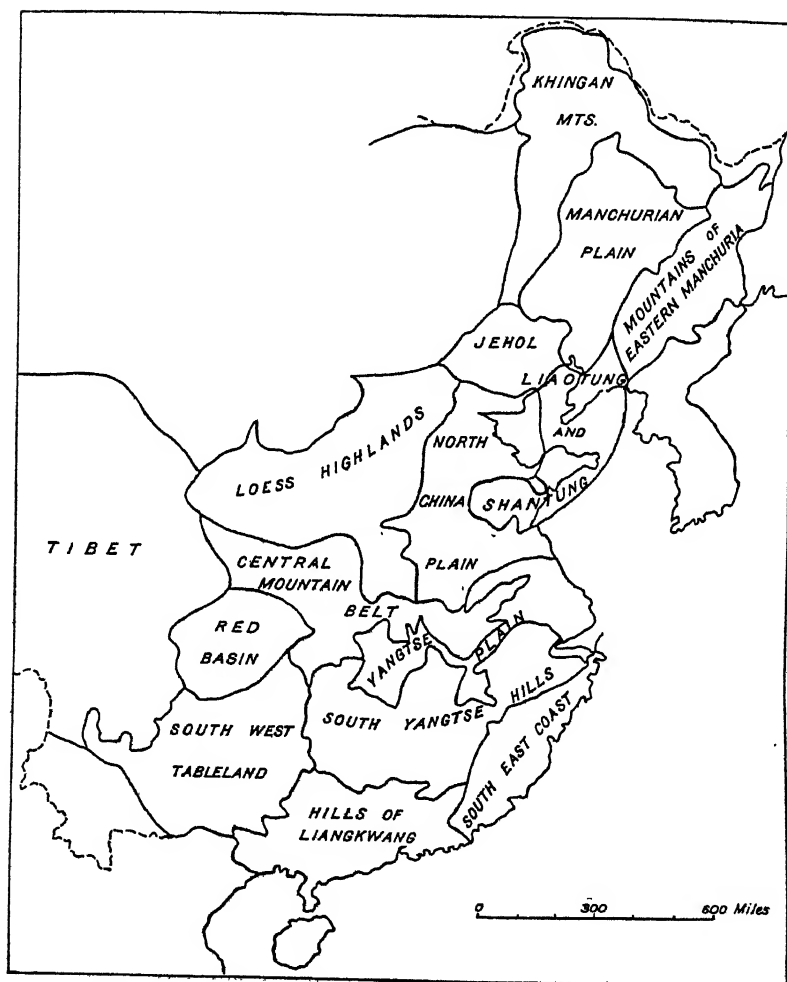 KHINGAN
MTS.
MANCHURIAN
PLAIN
MOUNTAINS OF
EASTERN MANCHURIA
JEHOL
LIAOTUNG
AND
SHANTUNG
NORTH
CHINA
PLAIN
LOESS HIGHLANDS
TIBET
CENTRAL
MOUNTAIN
BELT
RED
BASIN
YANGTSE
PLAIN
SOUTH WEST
TABLELAND
SOUTH YANGTSE
HILLS
SOUTH EAST COAST
HILLS OF
LIANGKWANG
0 300 600 Miles